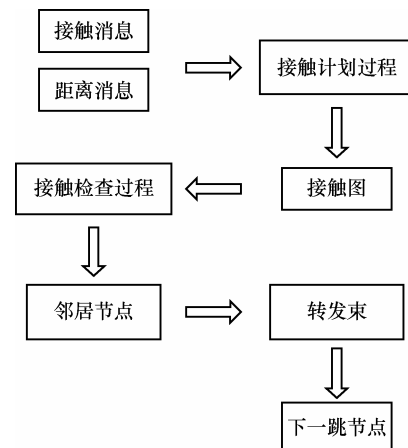 接触消息
距离消息
接触计划过程
接触图
接触检查过程
邻居节点
转发束
下一跳节点